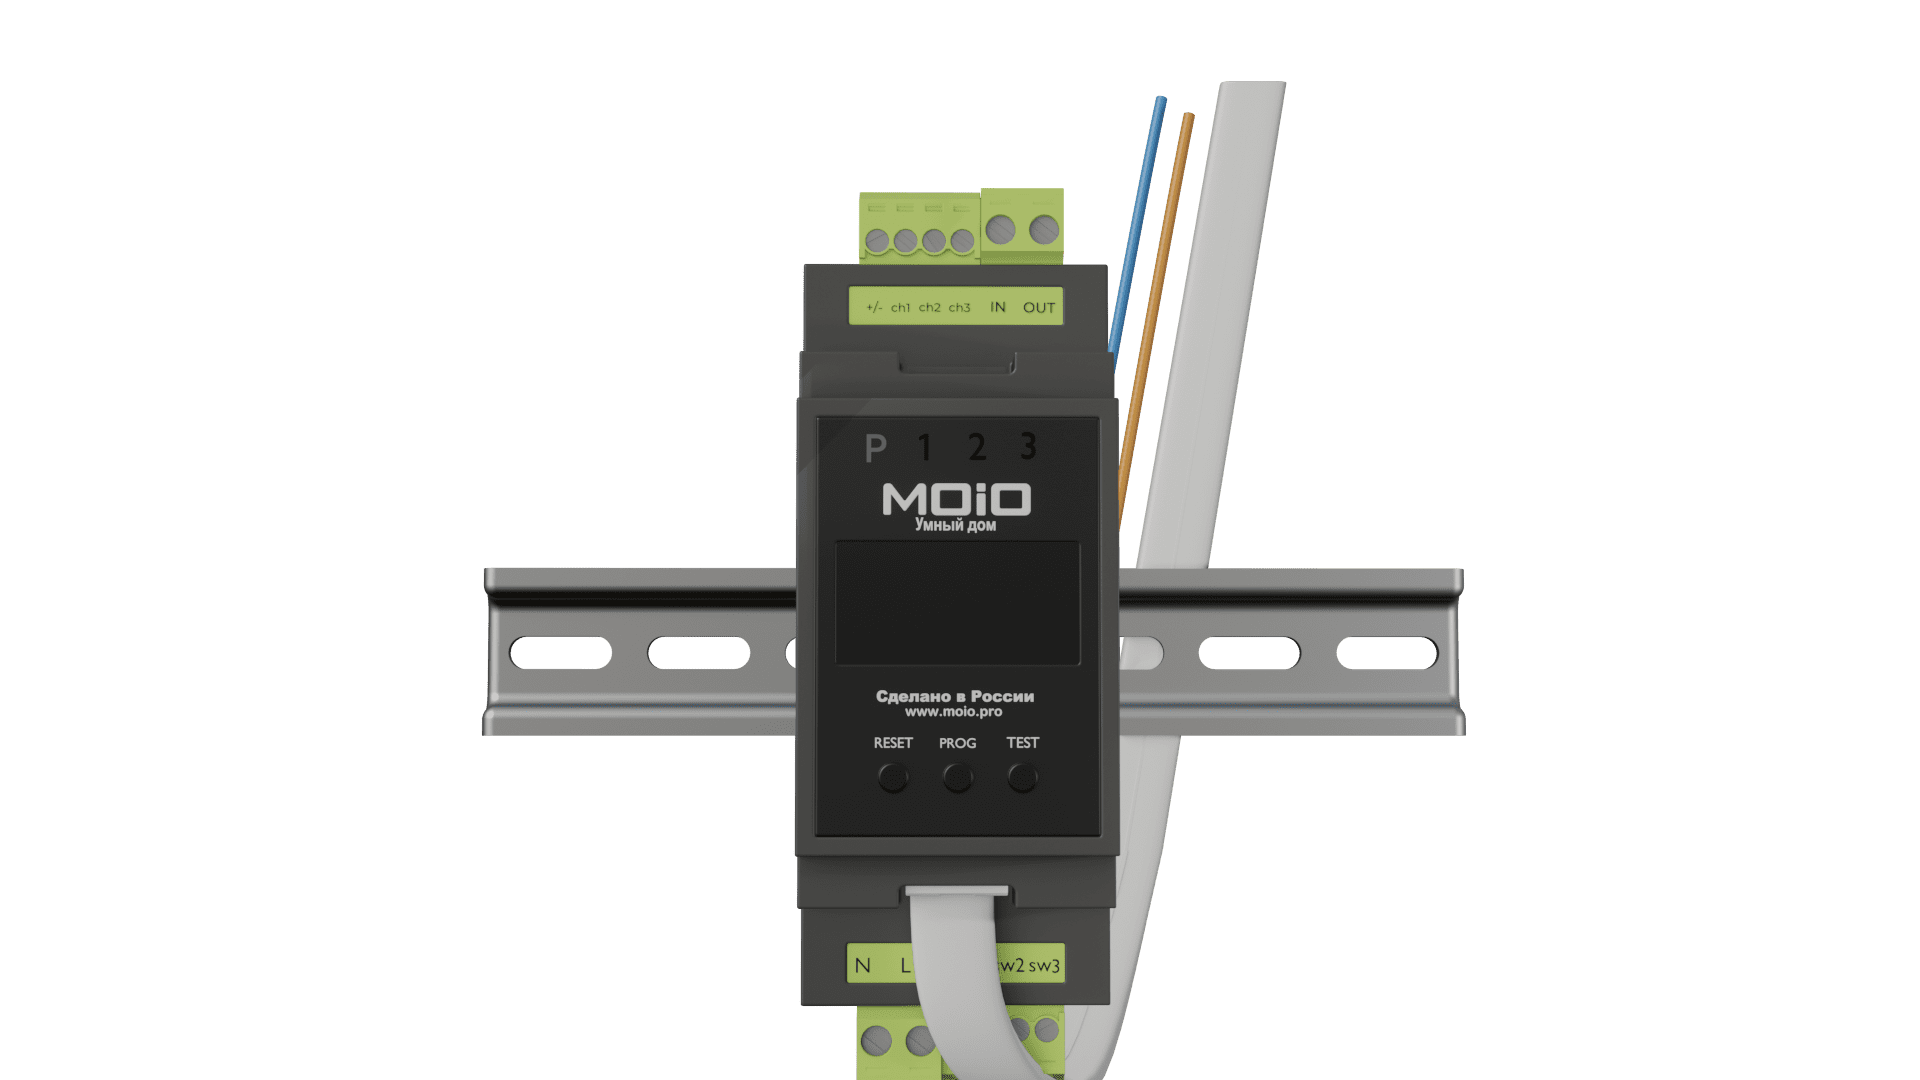 +/- ch1 ch2 ch3 IN OUT
P 1 2 3
MOiO
Умный дом
Сделано в России
www.moio.pro
RESET PROG TEST
N L sw2 sw3